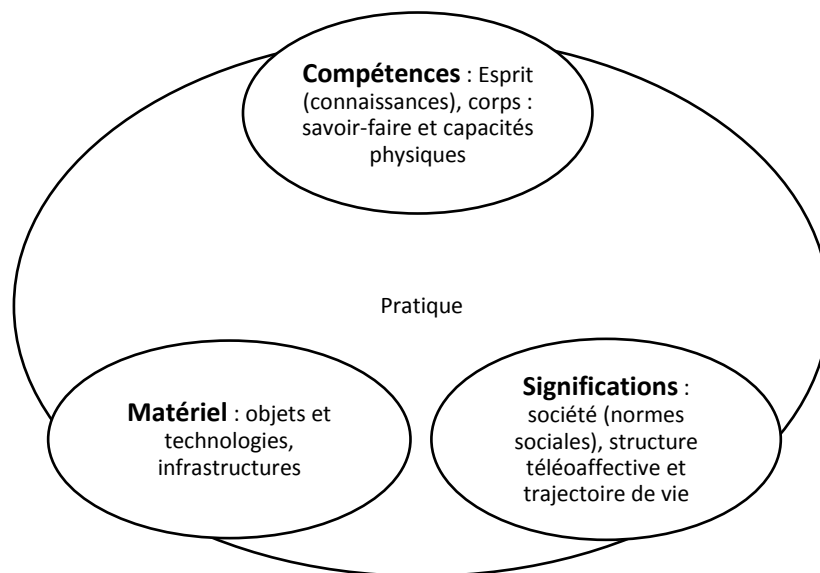 Compétences : Esprit
(connaissances), corps :
savoir-faire et capacités
physiques
Pratique
Matériel : objets et
technologies,
infrastructures
Significations :
société (normes
sociales), structure
téléoaffective et
trajectoire de vie